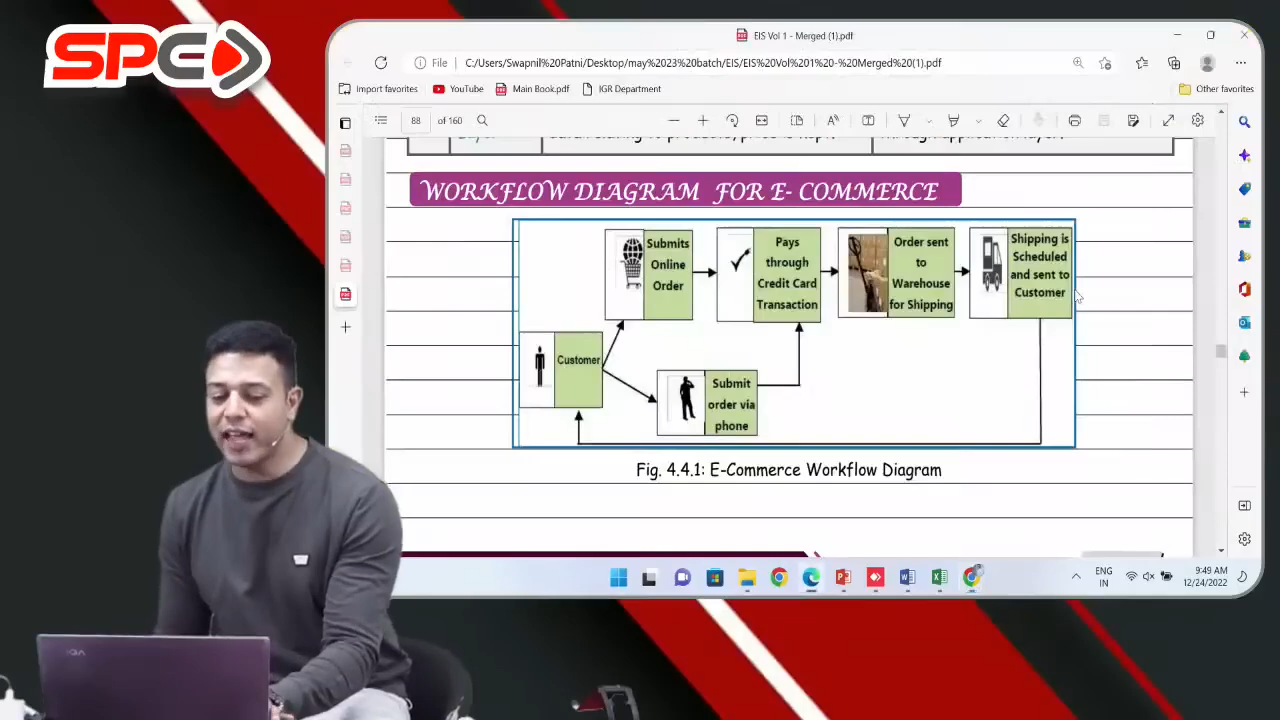 SPC
EIS Vol 1 - Merged (1).pdf
File
C:/Users/Swapnil%20Patni/Desktop/may%2023%20batch/EIS/EIS%20Vol%201%20-%20Merged%20(1).pdf
Import favorites
YouTube
Main Book.pdf
IGR Department
Other favorites
88 of 160
WORKFLOW DIAGRAM FOR E- COMMERCE
Submits
Online
Order
Pays
through
Credit Card
Transaction
Order sent
to
Warehouse
for Shipping
Shipping is
Scheduled
and sent to
Customer
Customer
Submit
order via
phone
Fig. 4.4.1: E-Commerce Workflow Diagram
ENG
IN
9:49 AM
12/24/2022